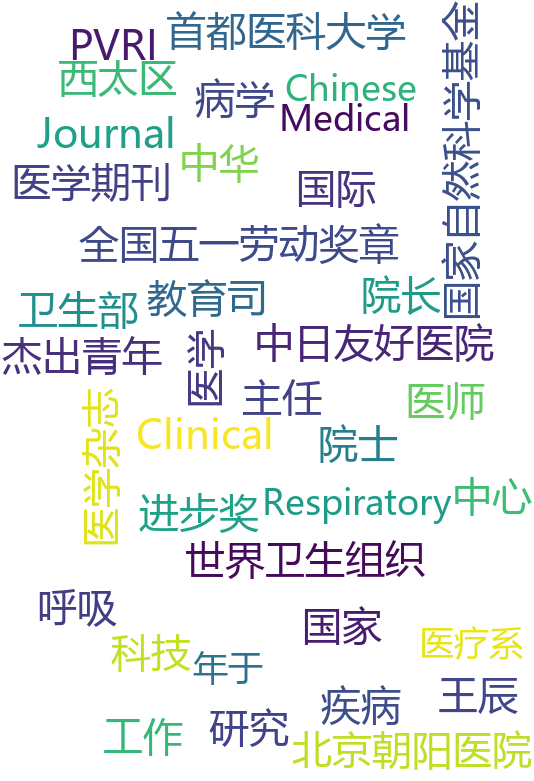 PVRI
首都医科大学
国家自然科学基金
西太区
病学
Chinese
Medical
Journal
中华
医学期刊
国际
全国五一劳动奖章
卫生部
教育司
院长
杰出青年
医学
中日友好医院
主任
医师
医学杂志
Clinical
院士
进步奖
Respiratory
中心
世界卫生组织
呼吸
国家
科技
年于
医疗系
疾病
王辰
工作
研究
北京朝阳医院